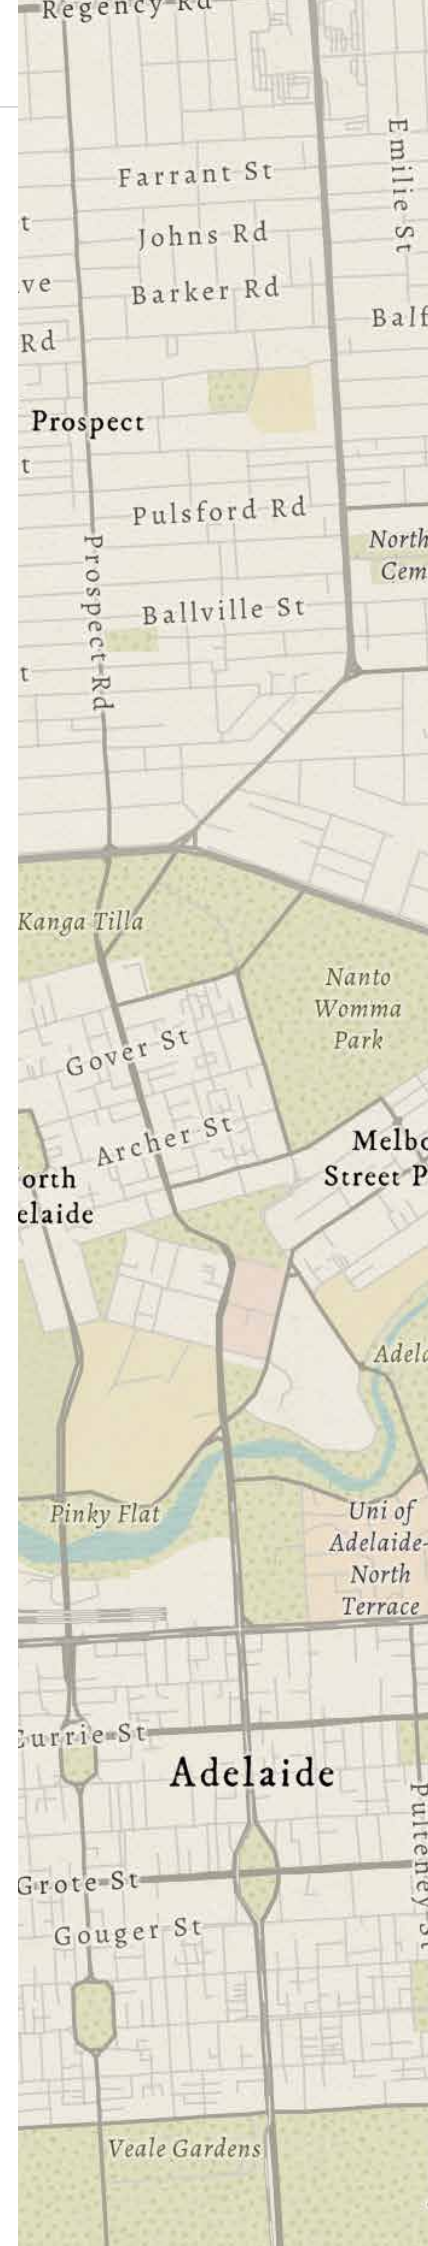 Regency Rd
Emilie St
Farrant St
t
Johns Rd
ve
Barker Rd
Balf
Rd
Prospect
t
Pulsford Rd
North
Cem
Prospect Rd
Ballville St
t
Kanga Tilla
Nanto
Womma
Park
Gover St
Archer St
Melbo
Street P
orth
elaide
Adela
Pinky Flat
Uni of
Adelaide-
North
Terrace
Currie St
Adelaide
Pulteney St
Grote St
Gouger St
Veale Gardens